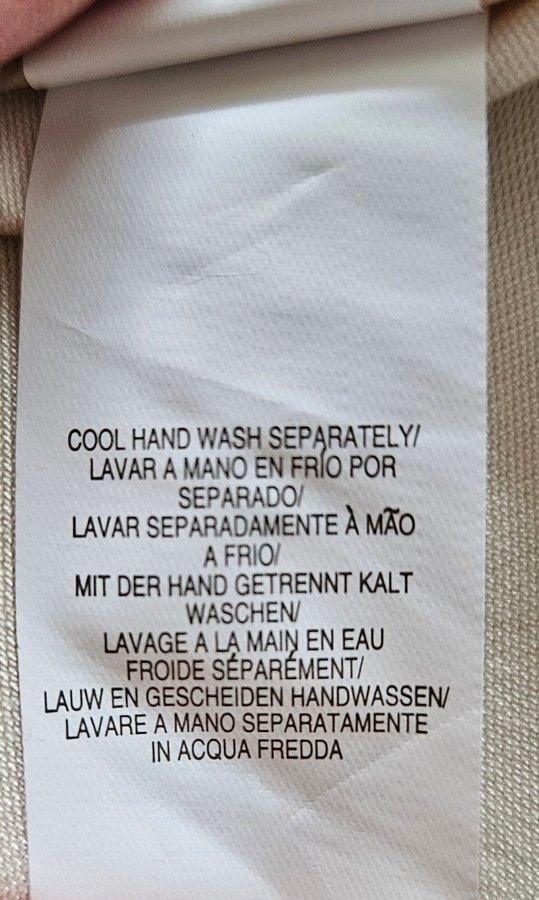 COOL HAND WASH SEPARATELY/
LAVAR A MANO EN FRÍO POR
SEPARADO/
LAVAR SEPARADAMENTE À MÃO
A FRIO/
MIT DER HAND GETRENNT KALT
WASCHEN/
LAVAGE A LA MAIN EN EAU
FROIDE SÉPARÉMENT/
LAUW EN GESCHEIDEN HANDWASSEN/
LAVARE A MANO SEPARATAMENTE
IN ACQUA FREDDA